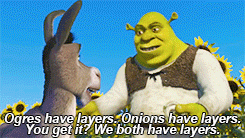 Ogres have layers. Onions have layers.
You get it? We both have layers.